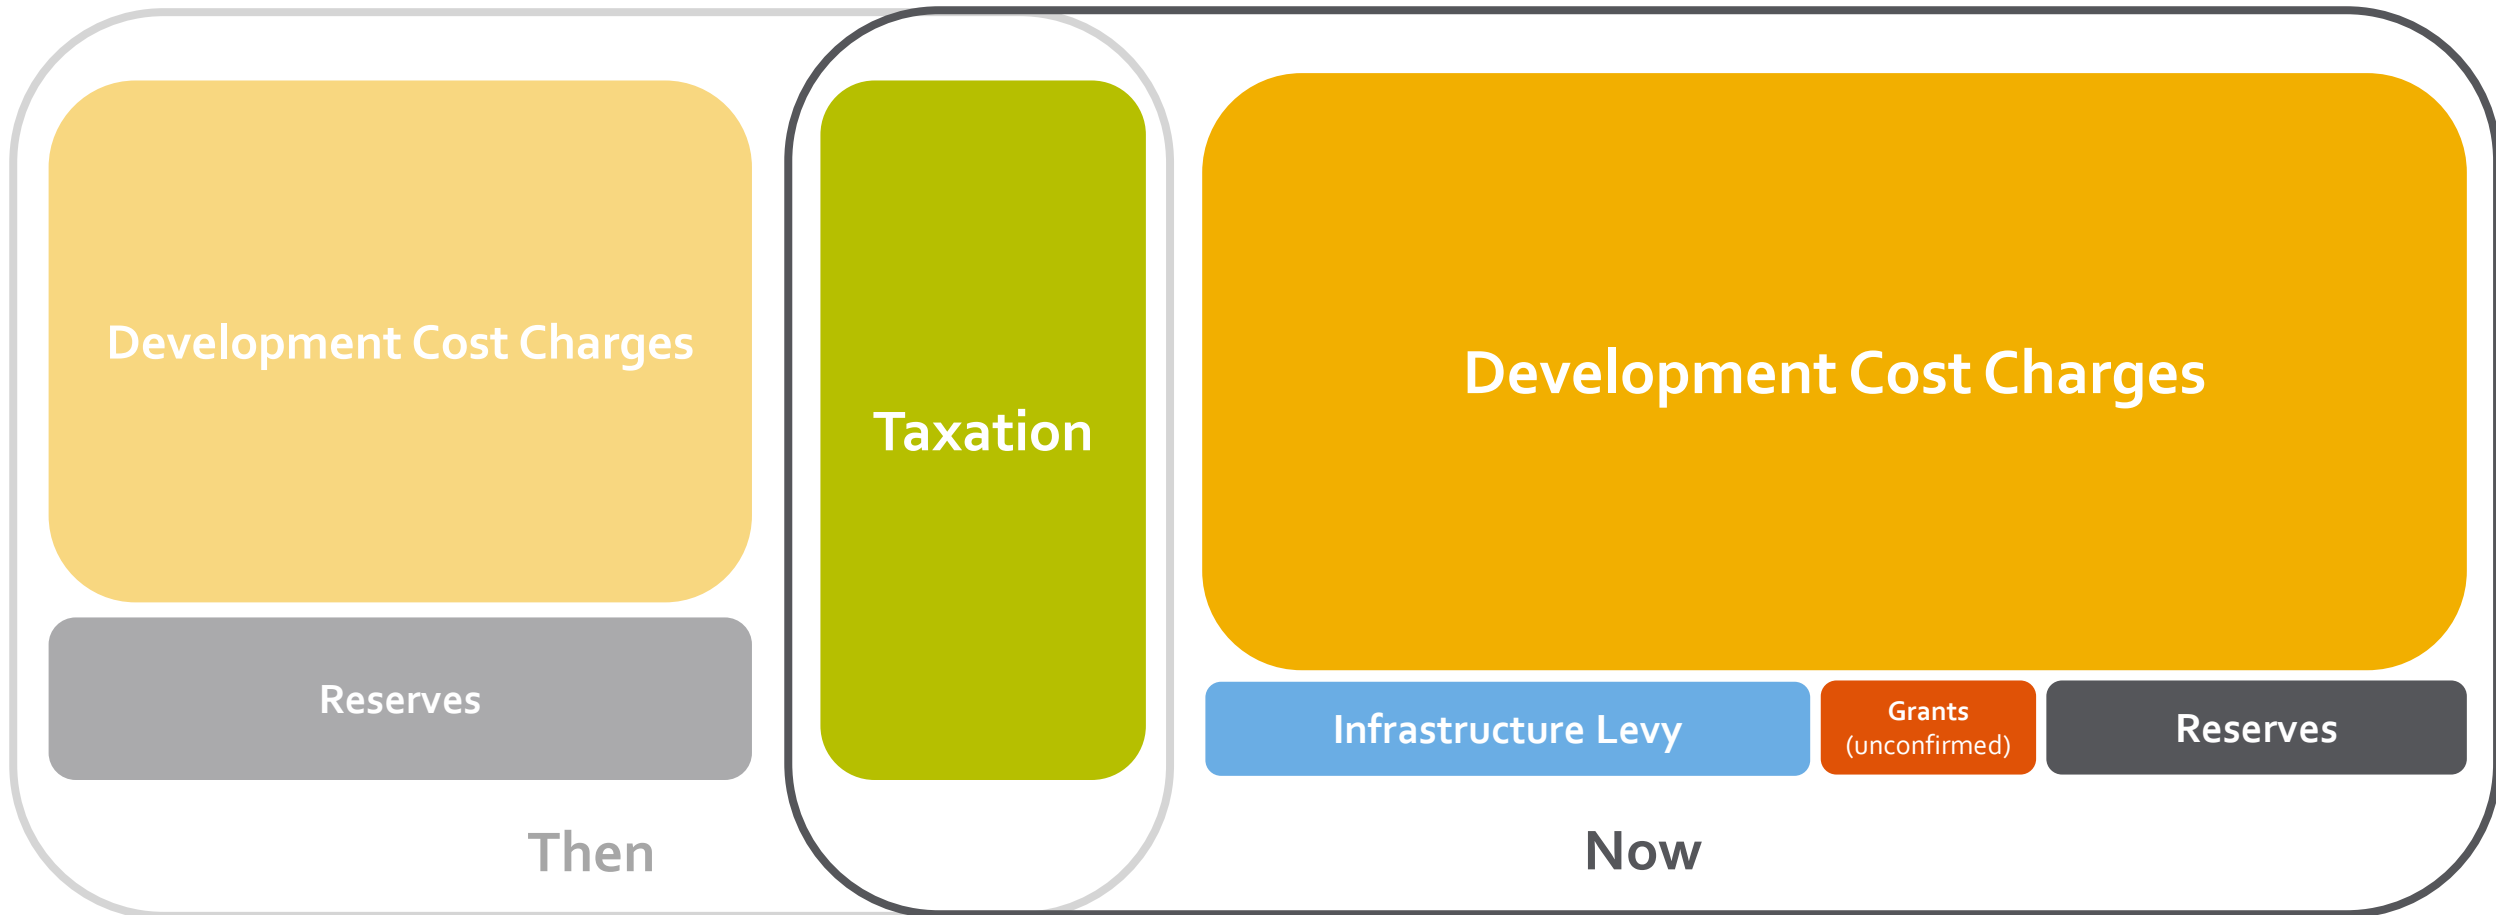 Development Cost Charges
Reserves
Then
Taxation
Development Cost Charges
Infrastructure Levy
Grants
(unconfirmed)
Reserves
Now